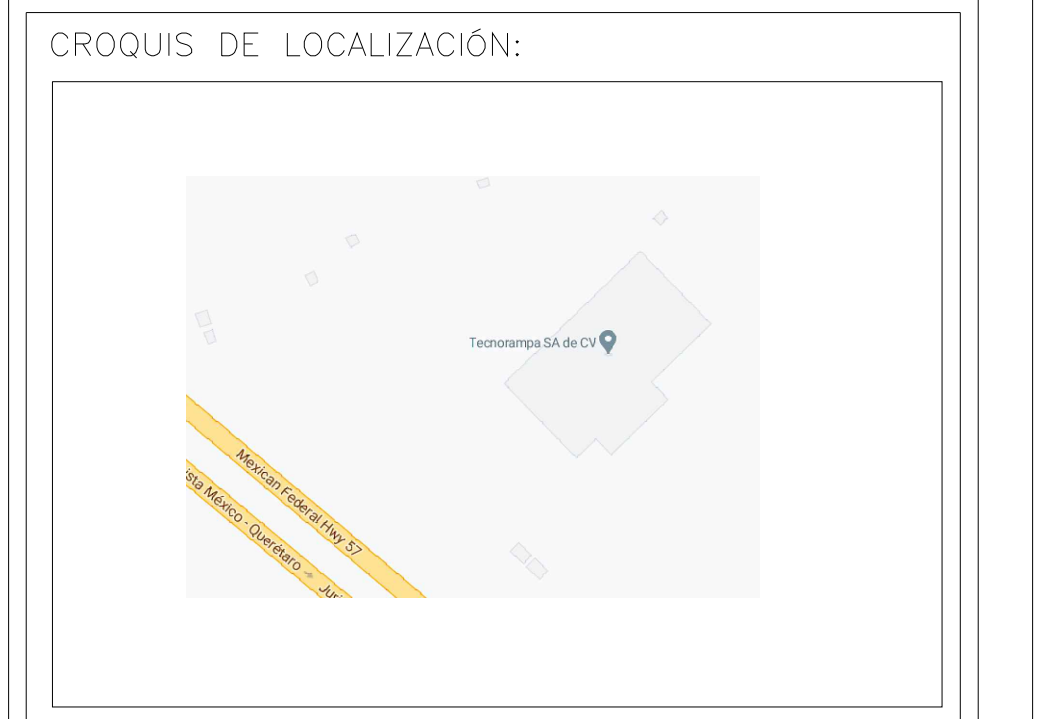 CROQUIS DE LOCALIZACIÓN:
Tecnorampa SA de CV
Mexican Federal Hwy 57
ista México - Querétaro